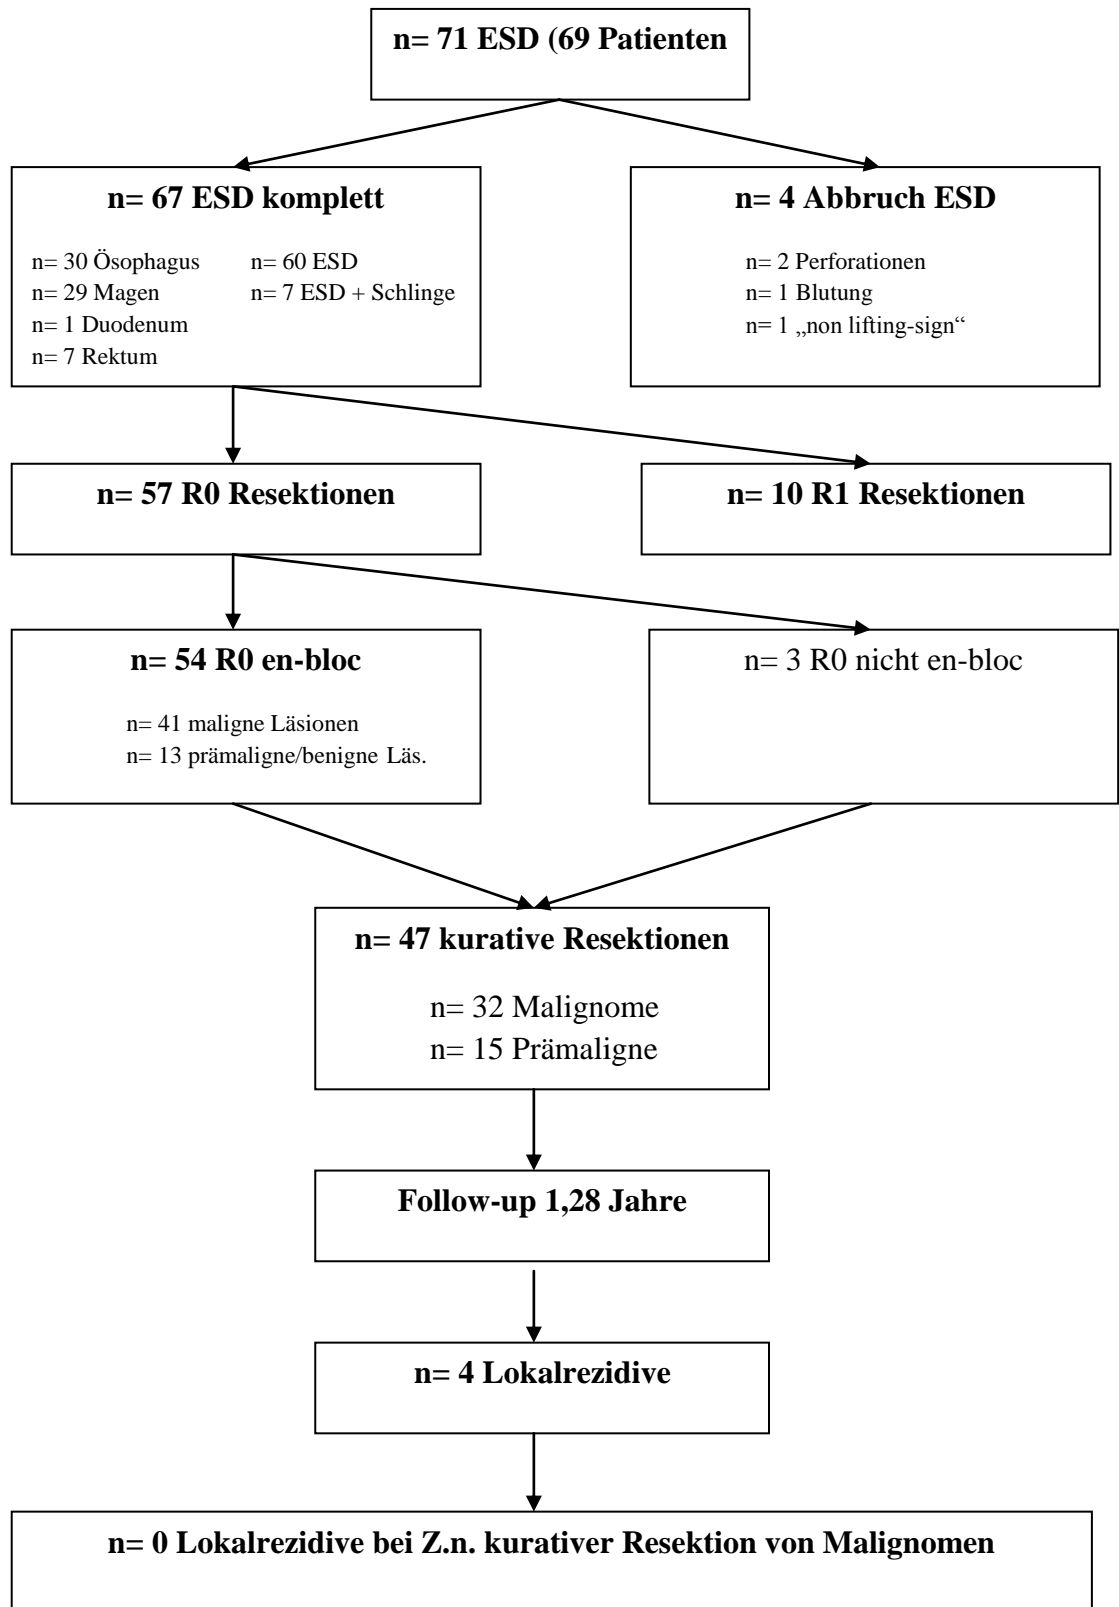 n= 71 ESD (69 Patienten
n= 67 ESD komplett
n= 30 Ösophagus n= 60 ESD
n= 29 Magen n= 7 ESD + Schlinge
n= 1 Duodenum
n= 7 Rektum
n= 4 Abbruch ESD
n= 2 Perforationen
n= 1 Blutung
n= 1 „non lifting-sign“
n= 57 R0 Resektionen
n= 10 R1 Resektionen
n= 54 R0 en-bloc
n= 41 maligne Läsionen
n= 13 prämaligne/benigne Läs.
n= 3 R0 nicht en-bloc
n= 47 kurative Resektionen
n= 32 Malignome
n= 15 Prämaligne
Follow-up 1,28 Jahre
n= 4 Lokalrezidive
n= 0 Lokalrezidive bei Z.n. kurativer Resektion von Malignomen